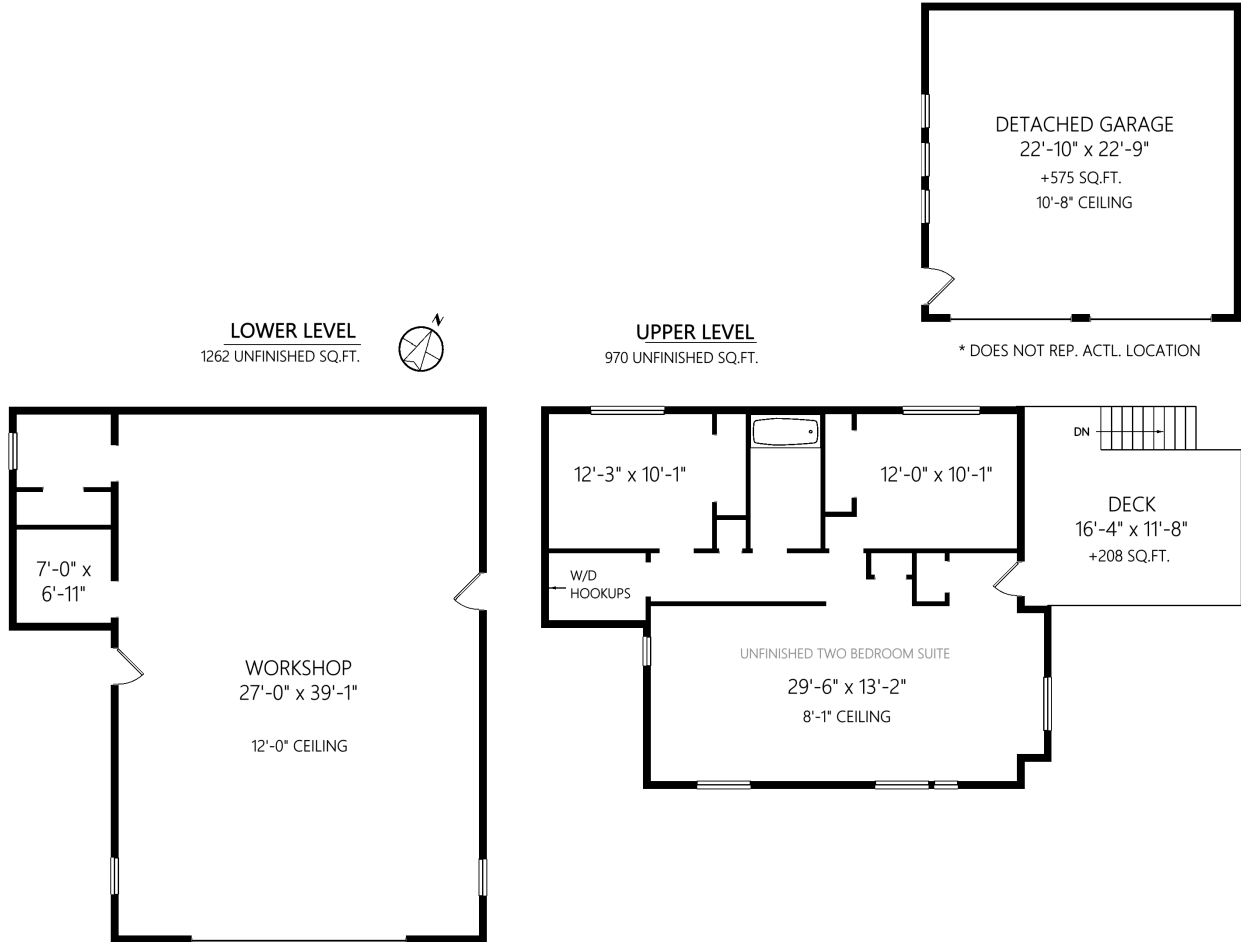 DETACHED GARAGE
22'-10" x 22'-9"
+575 SQ.FT.
10'-8" CEILING
* DOES NOT REP. ACTL. LOCATION
LOWER LEVEL
1262 UNFINISHED SQ.FT.
N
7'-0" x
6'-11"
WORKSHOP
27'-0" x 39'-1"
12'-0" CEILING
UPPER LEVEL
970 UNFINISHED SQ.FT.
12'-3" x 10'-1"
12'-0" x 10'-1"
W/D
HOOKUPS
UNFINISHED TWO BEDROOM SUITE
29'-6" x 13'-2"
8'-1" CEILING
DN
DECK
16'-4" x 11'-8"
+208 SQ.FT.